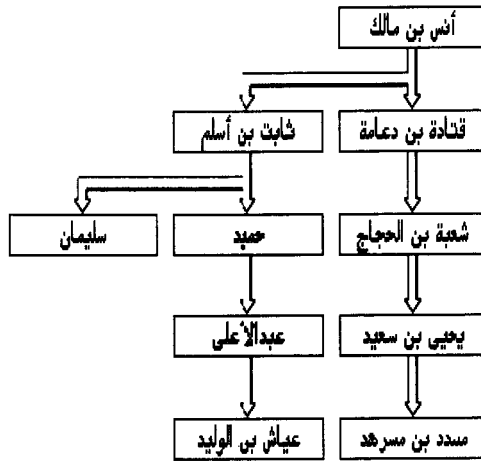 أنس بن مالك
قتادة بن دعامة
ثابت بن أسلم
شعبة بن الحجاج
حميد
سليمان
يحيى بن سعيد
عبدالأعلى
مسدد بن مسرهد
عياش بن الوليد